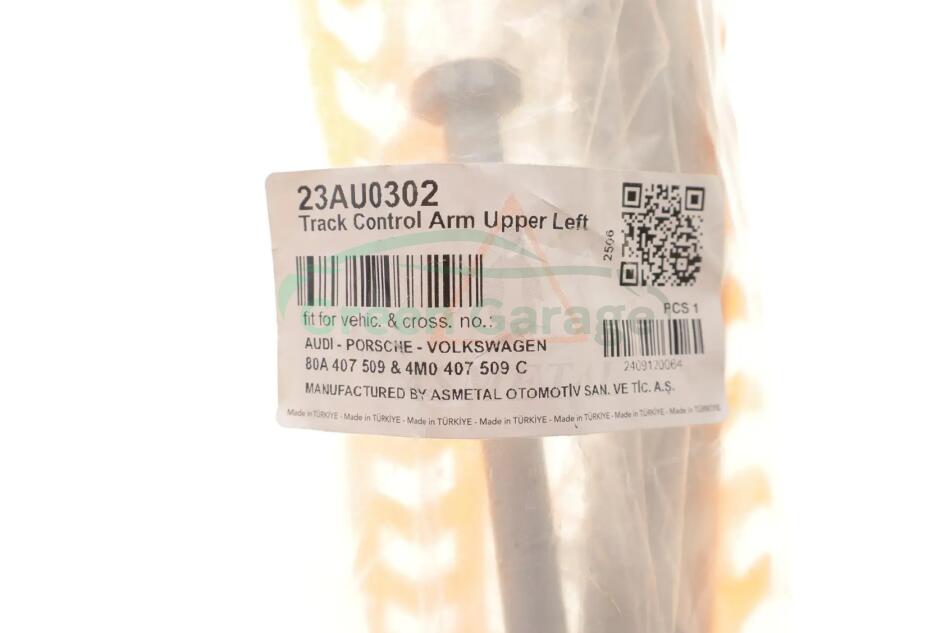 23AU0302
Track Control Arm Upper Left
2506
Green Garage
fit for vehic. & cross. no.:
PCS 1
AUDI - PORSCHE - VOLKSWAGEN
80A 407 509 & 4M0 407 509 C
2409120064
ASMETAL
MANUFACTURED BY ASMETAL OTOMOTİV SAN. VE TİC. A.Ş.
Made in TÜRKİYE - Made in TÜRKİYE - Made in TÜRKİYE - Made in TÜRKİYE - Made in TÜRKİYE - Made in TÜRKİYE - Made in TÜRKİYE